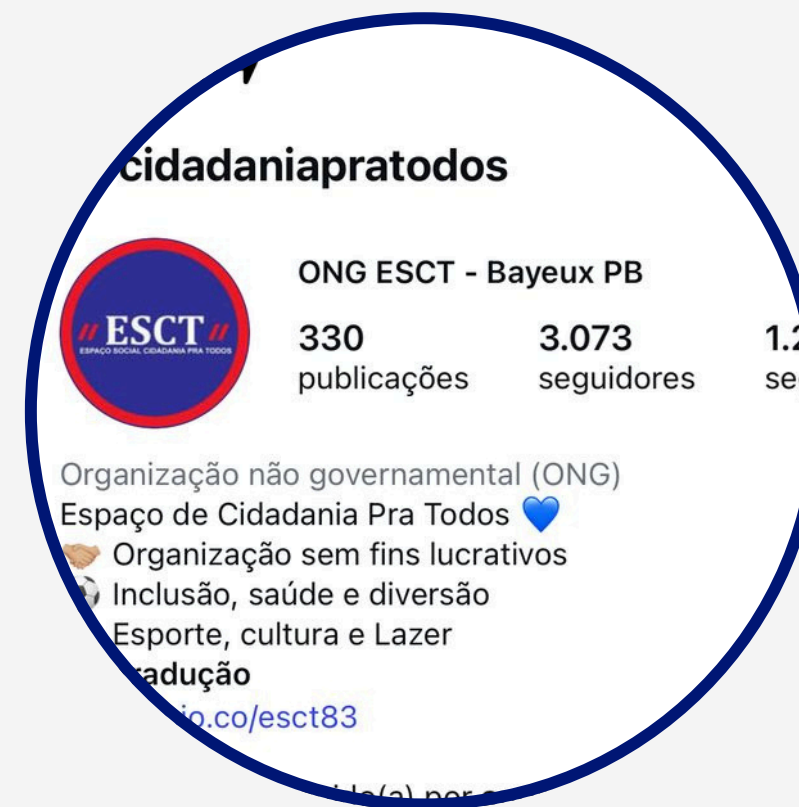 cidadaniapratodos
ONG ESCT - Bayeux PB
// ESCT //
ESPAÇO SOCIAL CIDADANIA PRA TODOS
330
3.073
publicações
seguidores
Organização não governamental (ONG)
Espaço de Cidadania Pra Todos 💙
🤝🏼 Organização sem fins lucrativos
⚽ Inclusão, saúde e diversão
Esporte, cultura e Lazer
radução
io.co/esct83
por